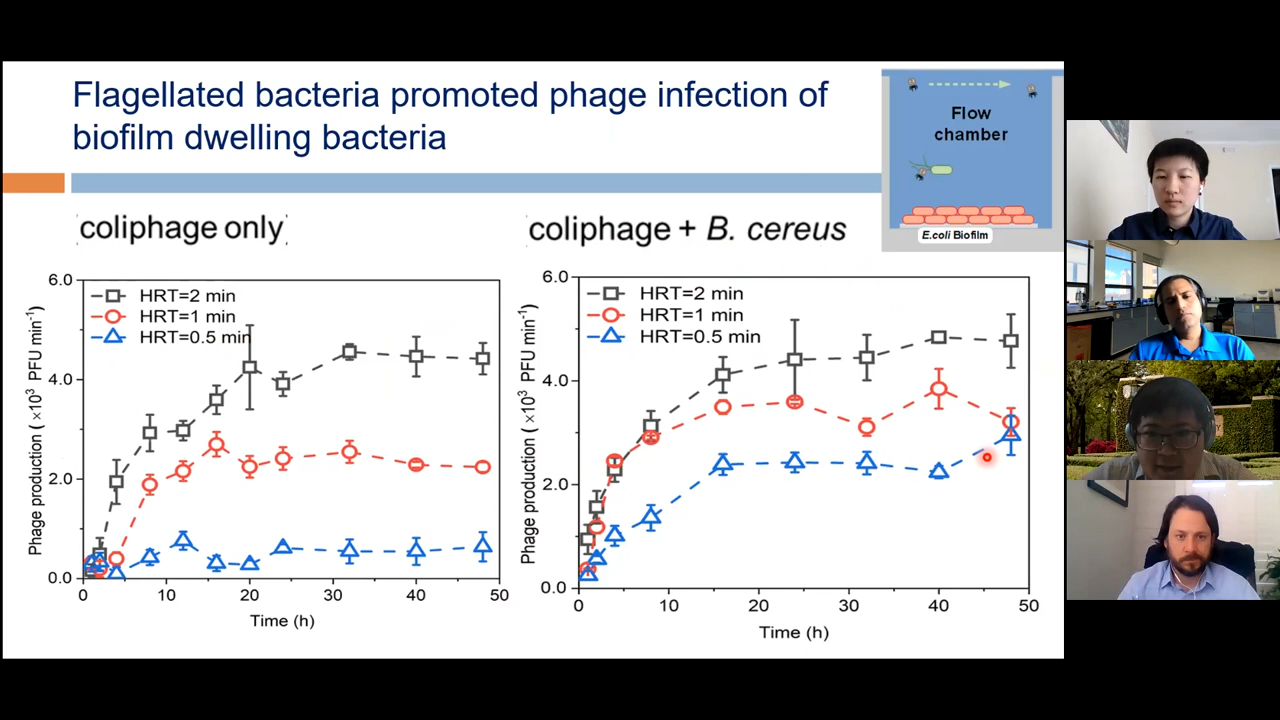 Flagellated bacteria promoted phage infection of
biofilm dwelling bacteria
Flow
chamber
E.coli Biofilm
coliphage only
6.0
4.0
2.0
0.0
Phage production (×10³ PFU min⁻¹)
HRT=2 min
HRT=1 min
HRT=0.5 min
0 10 20 30 40 50
Time (h)
coliphage + B. cereus
6.0
4.0
2.0
0.0
Phage production (×10³ PFU min⁻¹)
HRT=2 min
HRT=1 min
HRT=0.5 min
0 10 20 30 40 50
Time (h)